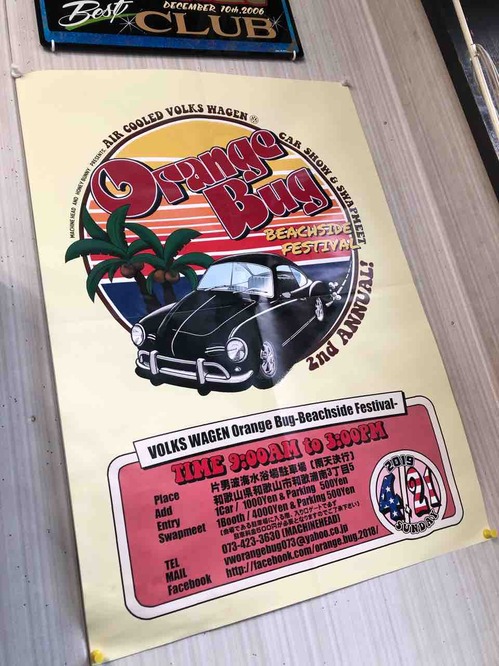 Best
DECEMBER 10th.2006
CLUB
MACHINE HEAD AND HONEY BUNNY PRESENTS
AIR COOLED VOLKS WAGEN
CAR SHOW & SWAPMEET
Orange
Bug
BEACHSIDE
FESTIVAL
2nd ANNUAL!
VOLKS WAGEN Orange Bug-Beachside Festival-
TIME 9:00AM to 3:00PM
Place 片男波海水浴場駐車場 (雨天決行)
Add 和歌山県和歌山市和歌浦南3丁目5
Entry 1Car / 1000Yen & Parking 500Yen
Swapmeet 1Booth / 4000Yen & Parking 500Yen
TEL 073-423-3630 (MACHINEHEAD)
MAIL vworangebug073@yahoo.co.jp
Facebook http://facebook.com/orange.bug.2018/
2019
4.21
SUNDAY